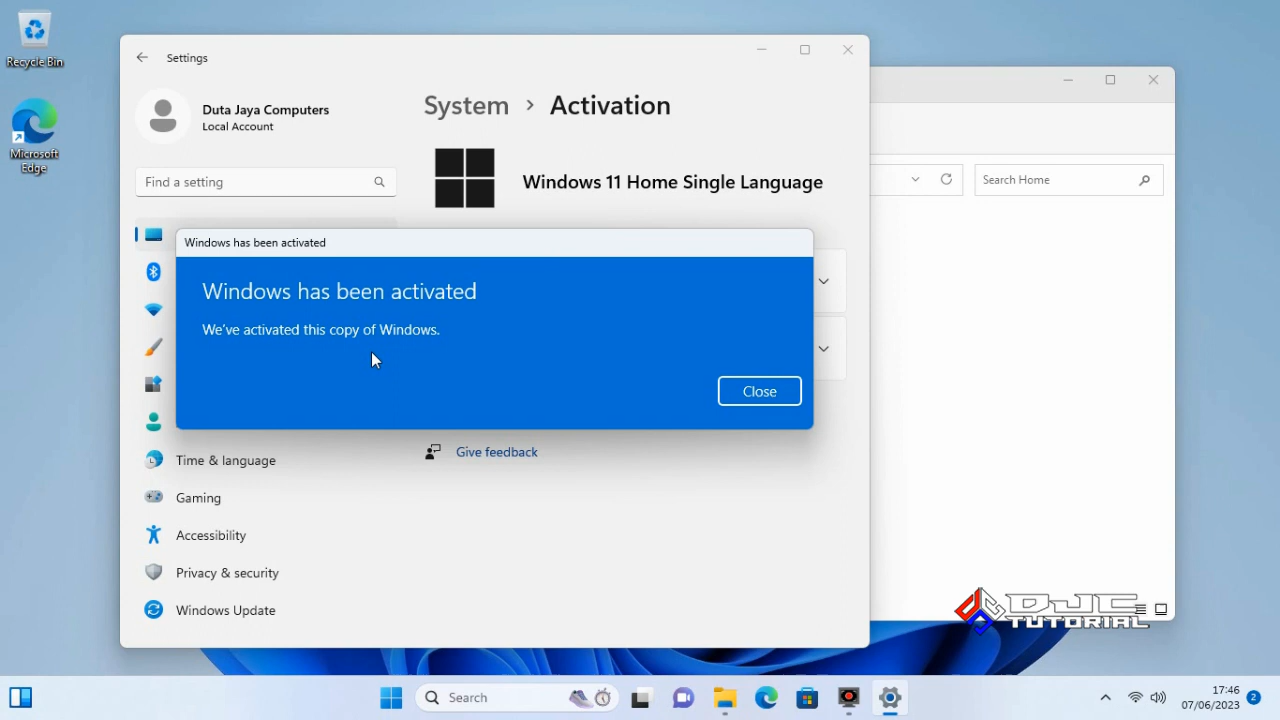 Recycle Bin
Microsoft
Edge
Settings
Duta Jaya Computers
Local Account
Find a setting
System > Activation
Windows 11 Home Single Language
Search Home
Windows has been activated
Windows has been activated
We've activated this copy of Windows.
Close
Give feedback
Time & language
Gaming
Accessibility
Privacy & security
Windows Update
DJC
TUTORIAL
Search
17:46
07/06/2023
2